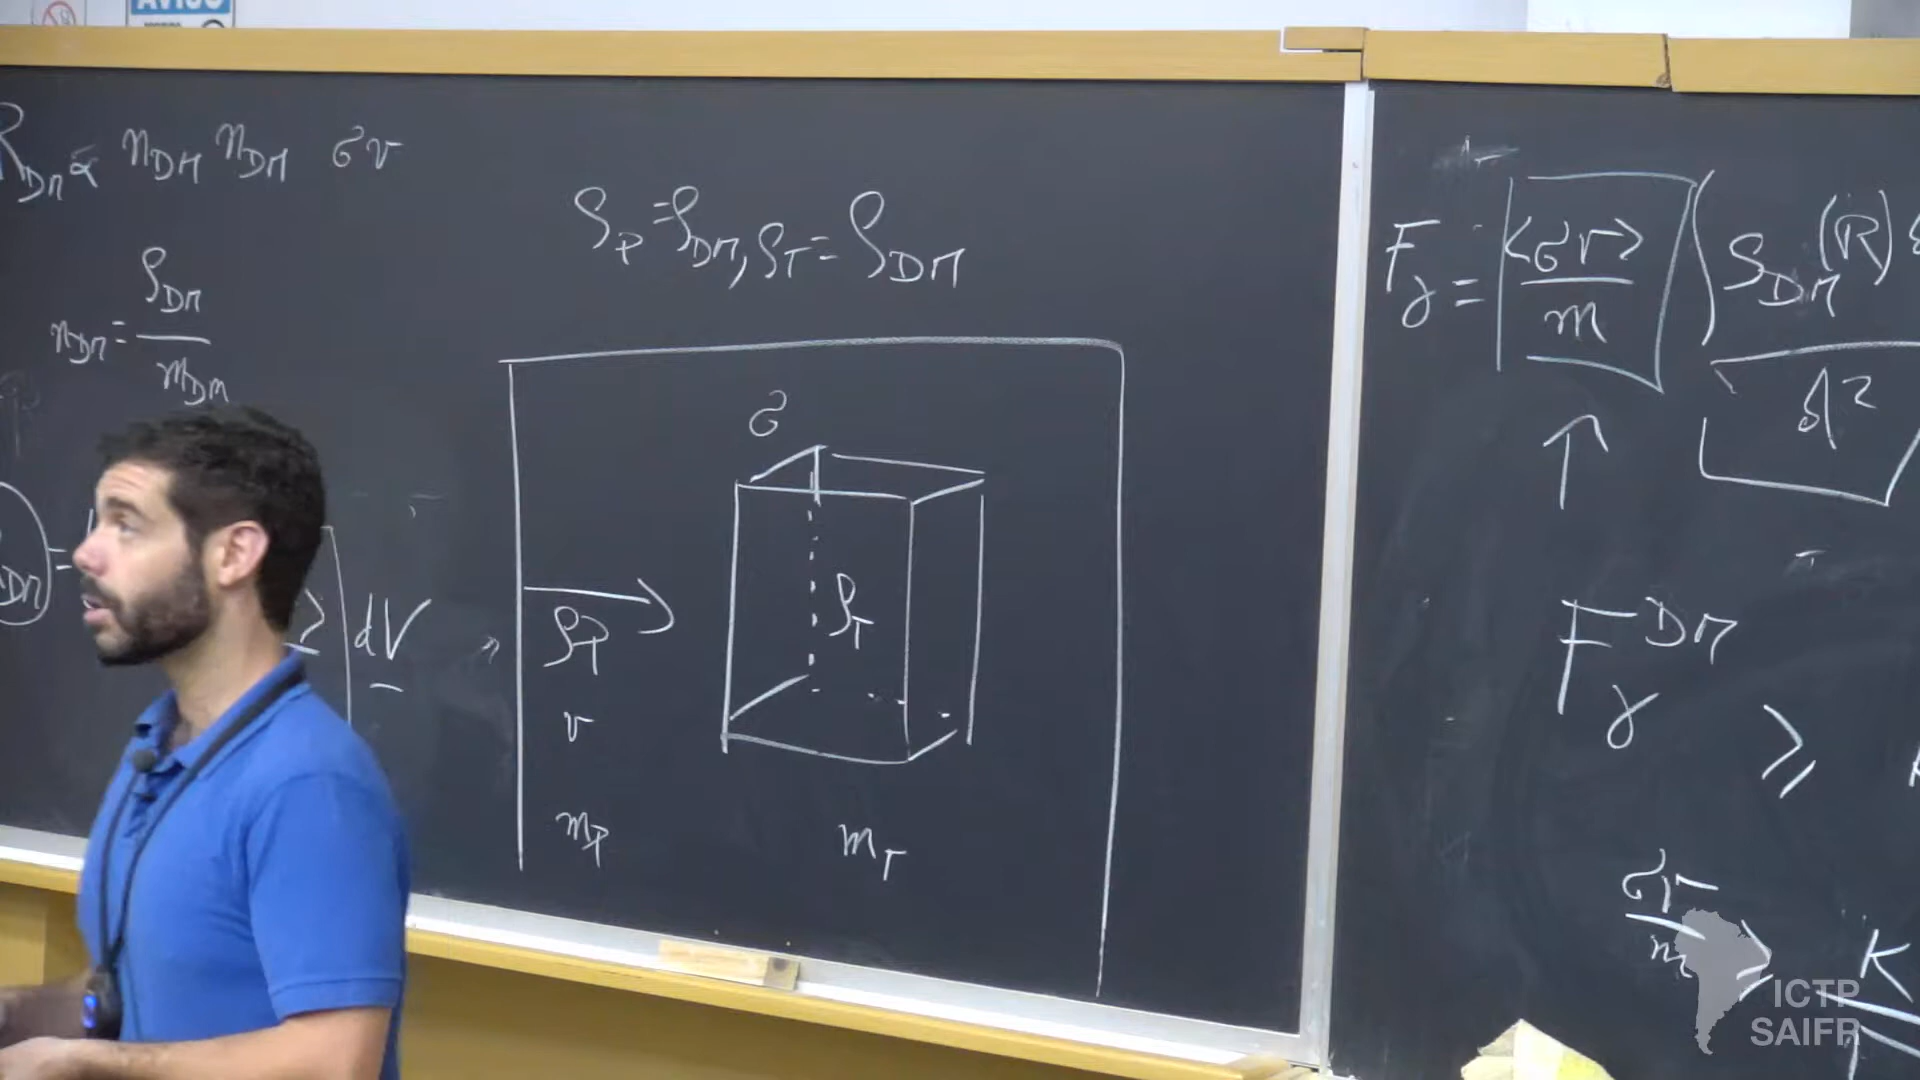 AVISO
R_DM ∝ n_DM n_DM σv
n_DM = ρ_DM / m_DM
dV
ρ_P = ρ_DM, ρ_T = ρ_DM
σ
ρ_P
v
m_P
ρ_T
m_T
F_γ = <σv> / m ( ρ_DM (R)
d²
F_γ^DM ≥
σv / m ≥ K
ICTP
SAIFR